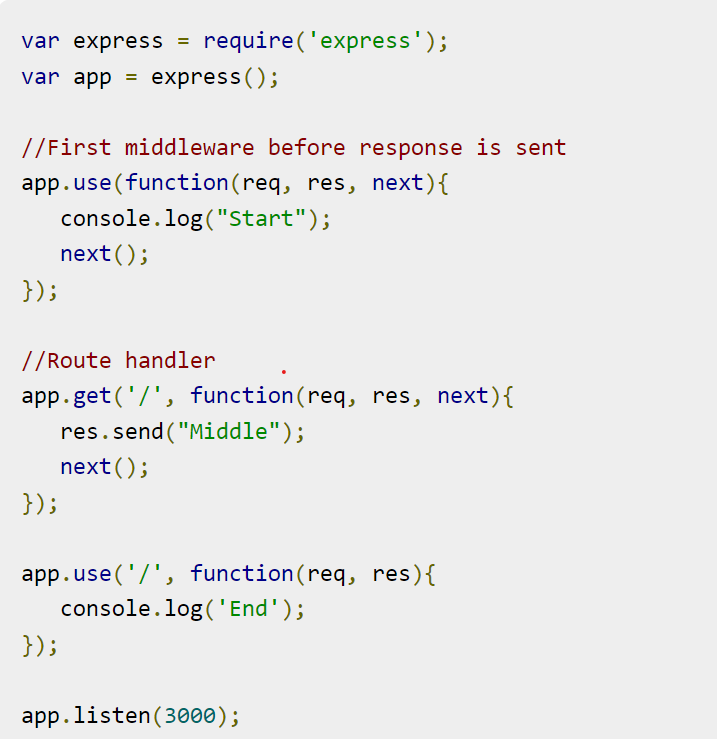 var express = require('express');
var app = express();
//First middleware before response is sent
app.use(function(req, res, next){
   console.log("Start");
   next();
});
//Route handler
app.get('/', function(req, res, next){
   res.send("Middle");
   next();
});
app.use('/', function(req, res){
   console.log('End');
});
app.listen(3000);